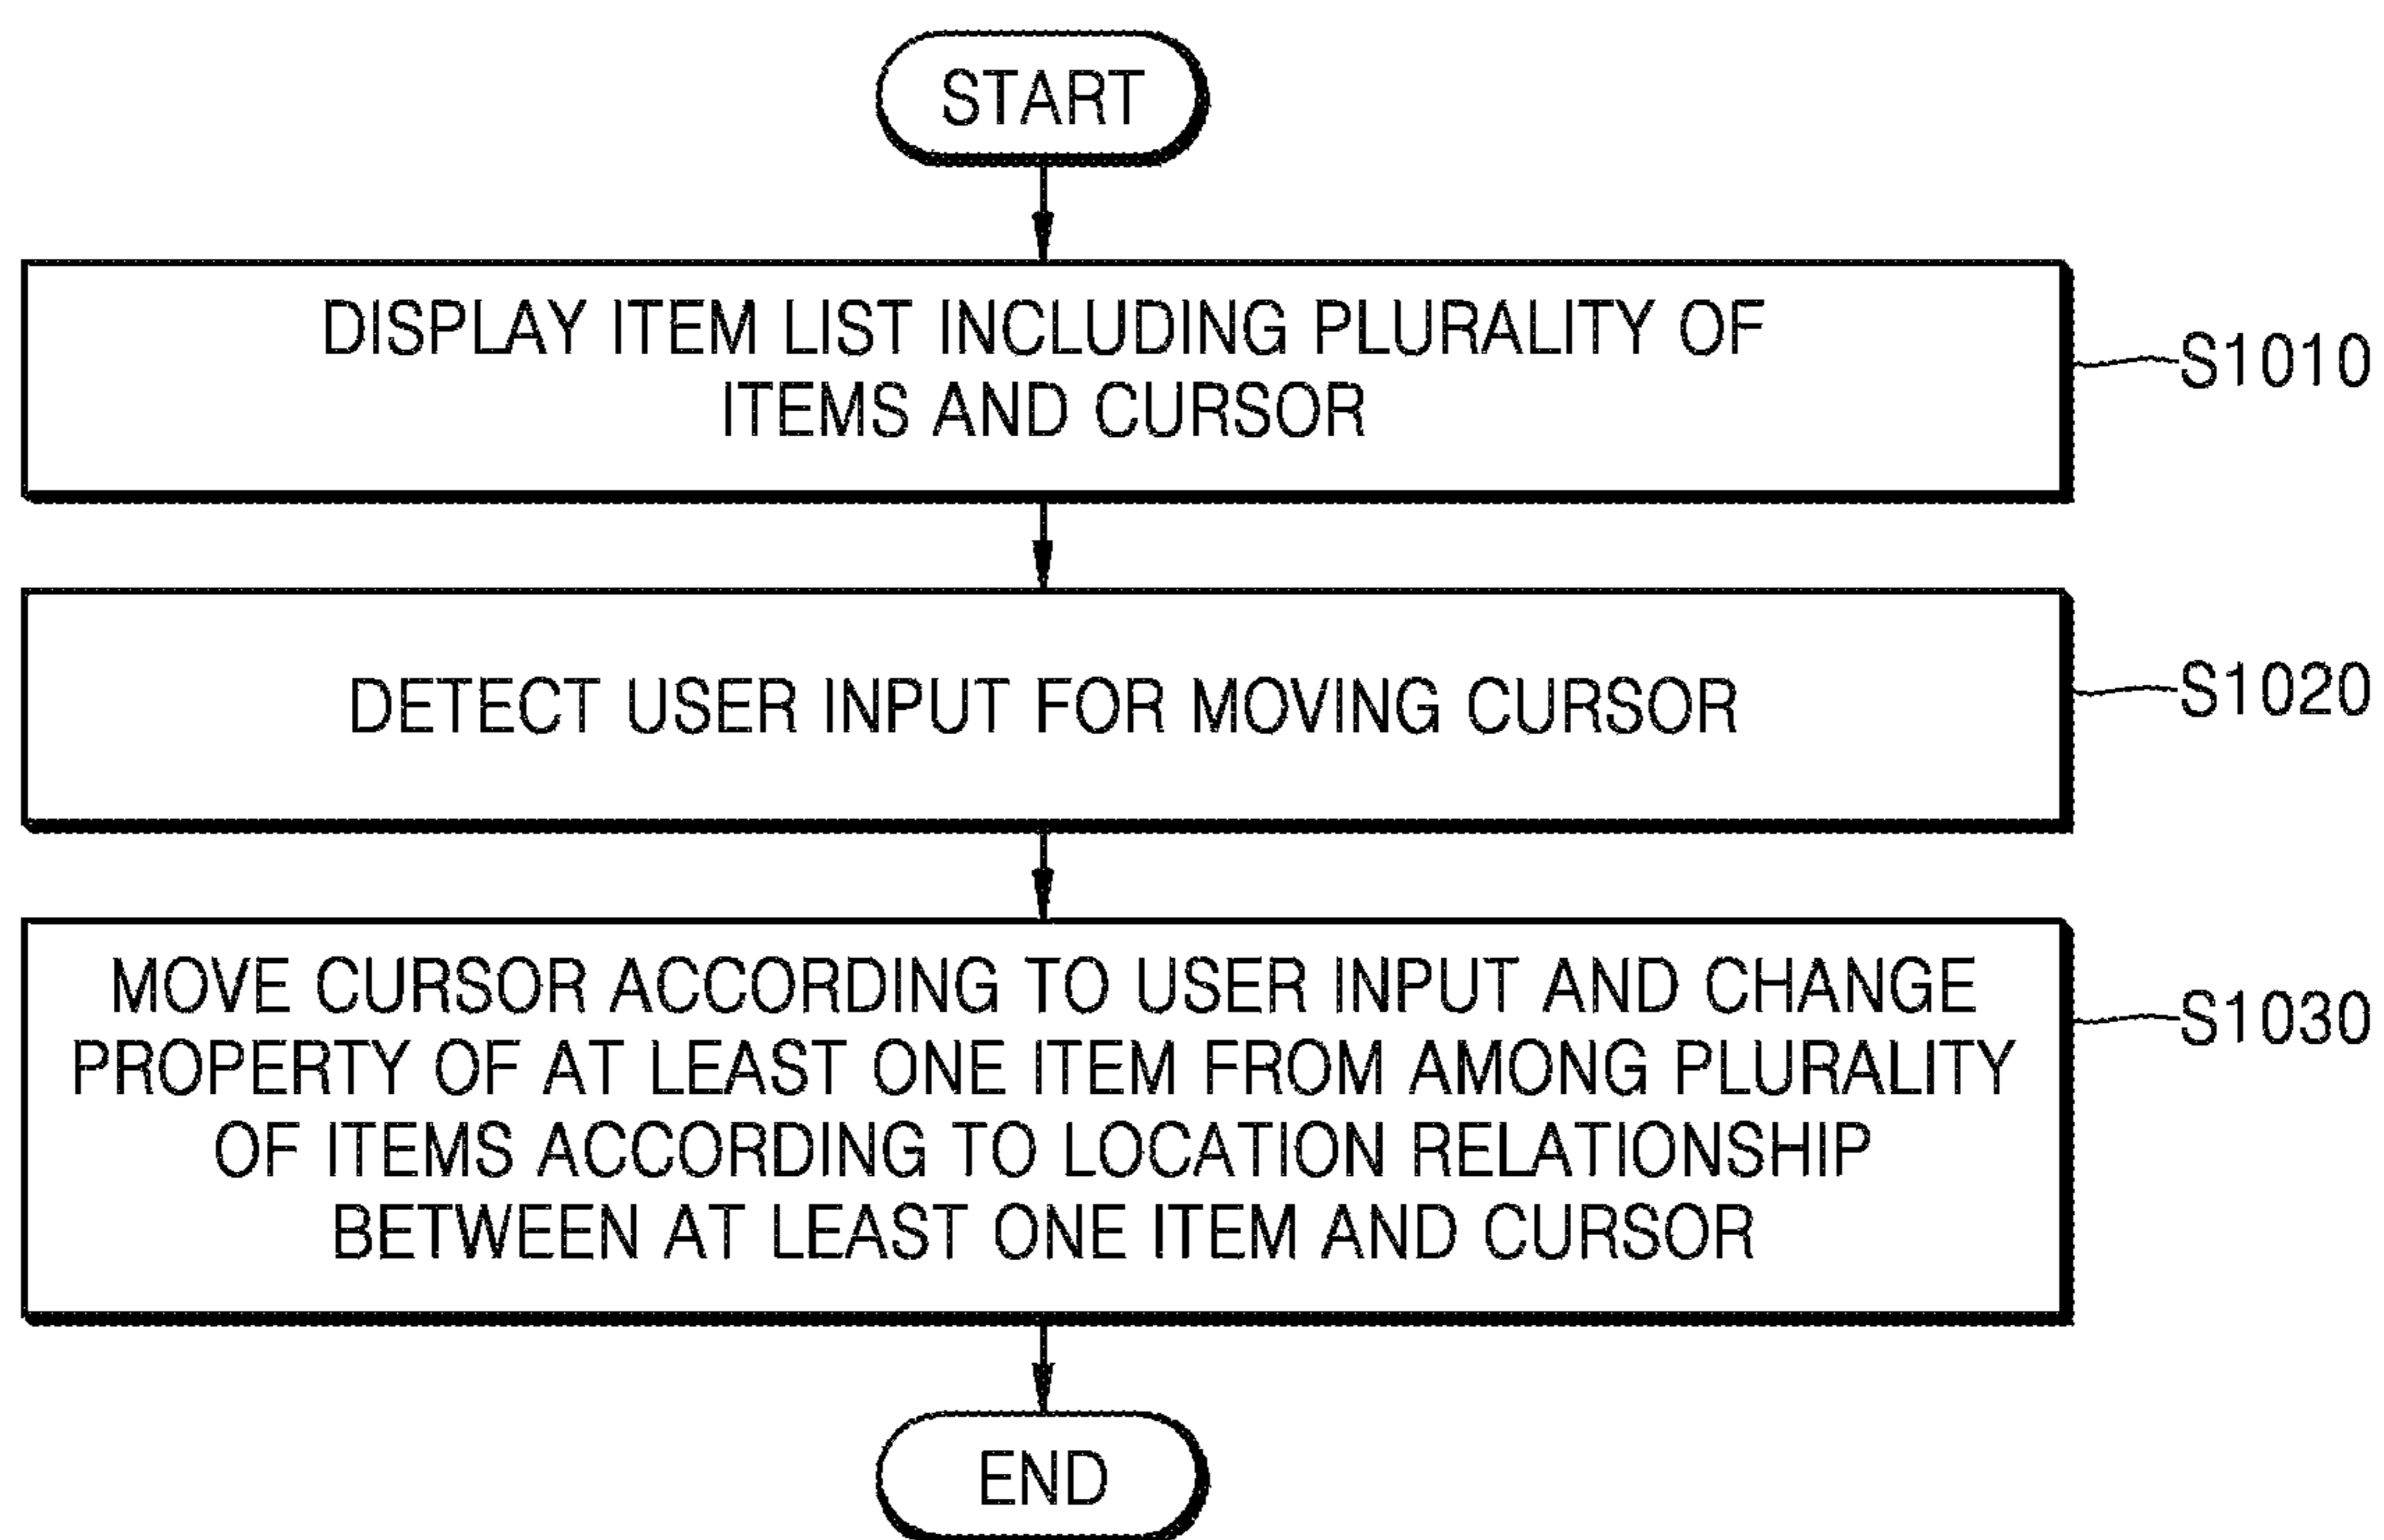 START
DISPLAY ITEM LIST INCLUDING PLURALITY OF
ITEMS AND CURSOR
S1010
DETECT USER INPUT FOR MOVING CURSOR
S1020
MOVE CURSOR ACCORDING TO USER INPUT AND CHANGE
PROPERTY OF AT LEAST ONE ITEM FROM AMONG PLURALITY
OF ITEMS ACCORDING TO LOCATION RELATIONSHIP
BETWEEN AT LEAST ONE ITEM AND CURSOR
S1030
END